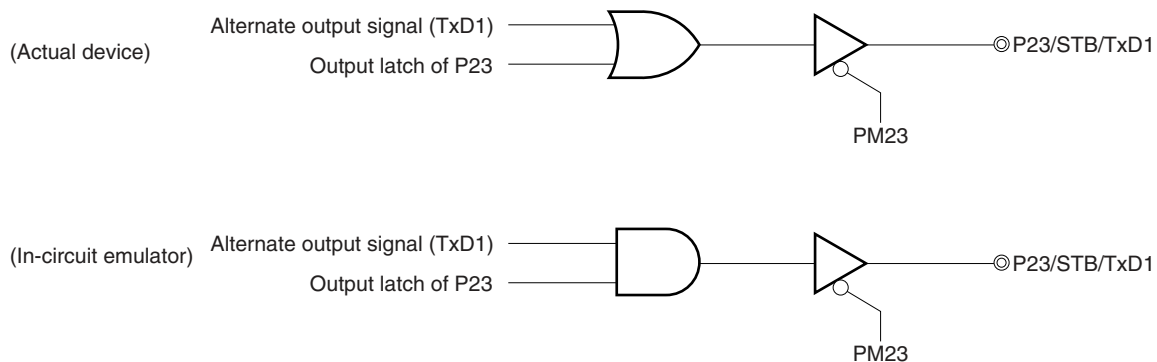 Alternate output signal (TxD1)
(Actual device)
Output latch of P23
P23/STB/TxD1
PM23
Alternate output signal (TxD1)
(In-circuit emulator)
Output latch of P23
P23/STB/TxD1
PM23